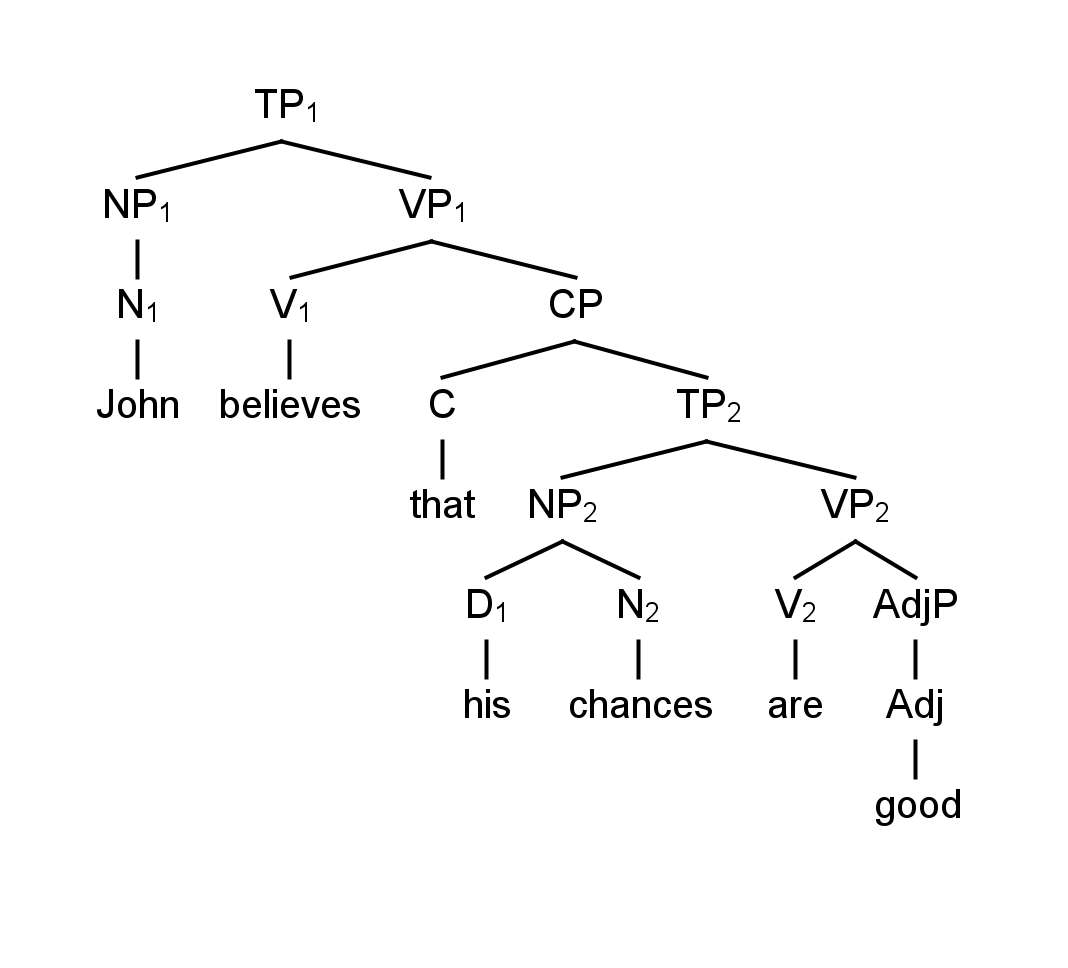 TP₁
NP₁ VP₁
N₁ V₁ CP
John believes C TP₂
that NP₂ VP₂
D₁ N₂ V₂ AdjP
his chances are Adj
good